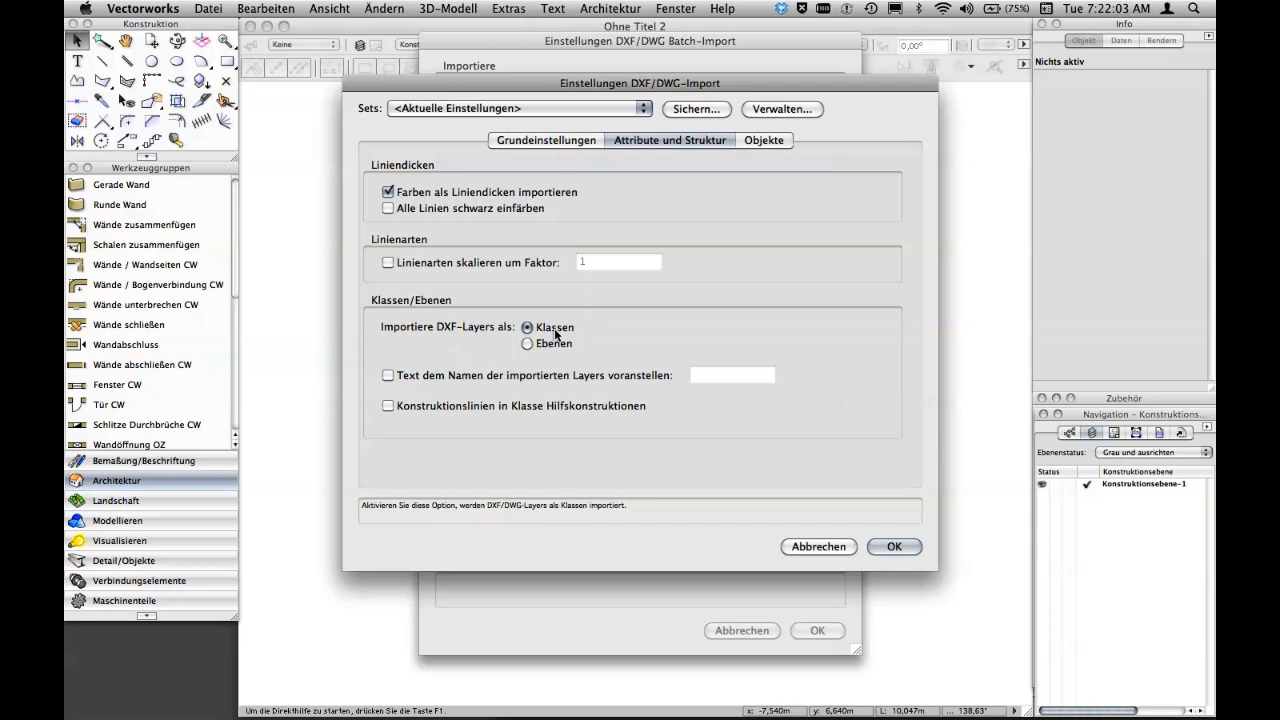 Vectorworks Datei Bearbeiten Ansicht Ändern 3D-Modell Extras Text Architektur Fenster Help (75%) Tue 7:22:03 AM
Konstruktion
Ohne Titel 2
Info
Keine
Einstellungen DXF/DWG Batch-Import
0,00°
Objekt Daten Rendern
Importiere
Nichts aktiv
Einstellungen DXF/DWG-Import
Sets: <Aktuelle Einstellungen> Sichern... Verwalten...
Grundeinstellungen Attribute und Struktur Objekte
Liniendicken
Farben als Liniendicken importieren
Alle Linien schwarz einfärben
Linienarten
Linienarten skalieren um Faktor: 1
Klassen/Ebenen
Importiere DXF-Layers als: Klassen
Ebenen
Text dem Namen der importierten Layers voranstellen:
Konstruktionslinien in Klasse Hilfskonstruktionen
Aktivieren Sie diese Option, werden DXF/DWG-Layers als Klassen importiert.
Abbrechen OK
Abbrechen OK
Werkzeuggruppen
Gerade Wand
Runde Wand
Wände zusammenfügen
Schalen zusammenfügen
Wände / Wandseiten CW
Wände / Bogenverbindung CW
Wände unterbrechen CW
Wände schließen
Wandabschluss
Wände abschließen CW
Fenster CW
Tür CW
Schlitze Durchbrüche CW
Wandöffnung OZ
Bemaßung/Beschriftung
Architektur
Landschaft
Modellieren
Visualisieren
Detail/Objekte
Verbindungselemente
Maschinenteile
Zubehör
Navigation - Konstruktions...
Ebenenstatus: Grau und ausrichten
Status Konstruktionsebene
Konstruktionsebene-1
Um die Direkthilfe zu starten, drücken Sie die Taste F1.
x: -7,540m y: 6,640m L: 10,047m ... 138,63°